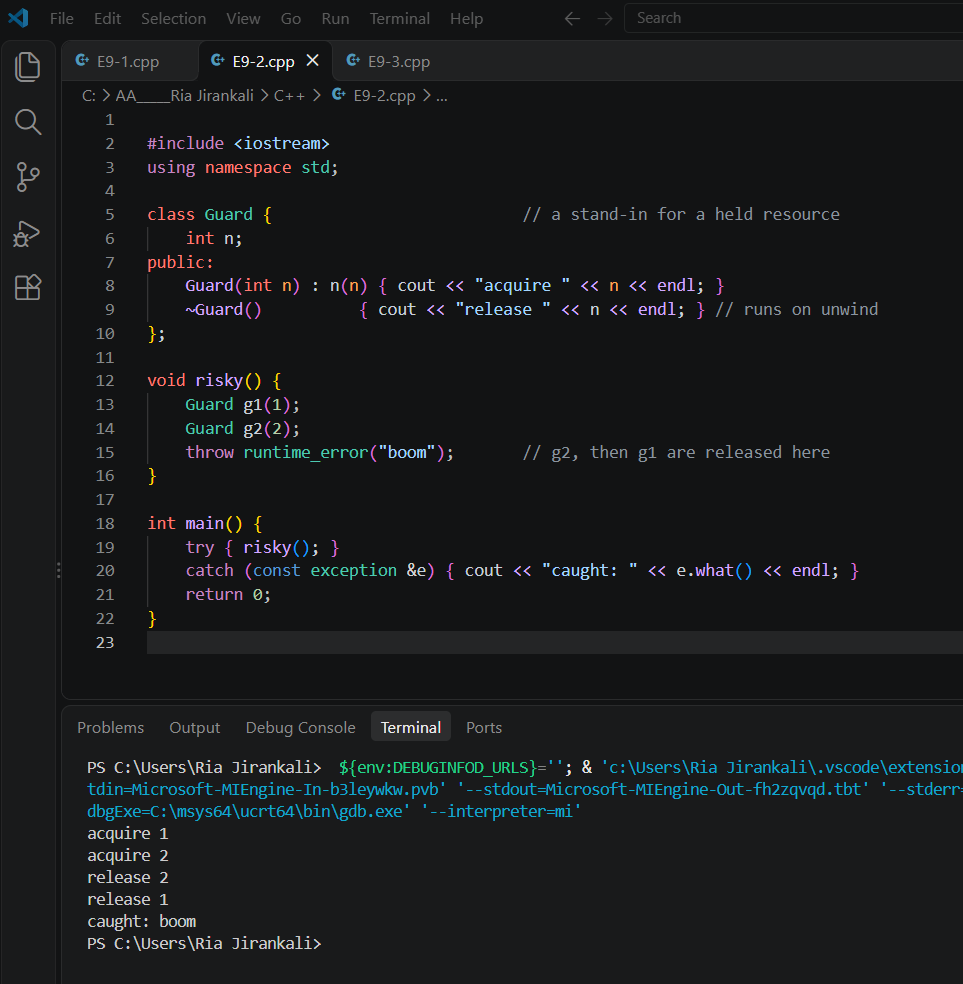 File Edit Selection View Go Run Terminal Help Search
E9-1.cpp E9-2.cpp E9-3.cpp
C: > AA____Ria Jirankali > C++ > E9-2.cpp > ...
1
2 #include <iostream>
3 using namespace std;
4
5 class Guard { // a stand-in for a held resource
6 int n;
7 public:
8 Guard(int n) : n(n) { cout << "acquire " << n << endl; }
9 ~Guard() { cout << "release " << n << endl; } // runs on unwind
10 };
11
12 void risky() {
13 Guard g1(1);
14 Guard g2(2);
15 throw runtime_error("boom"); // g2, then g1 are released here
16 }
17
18 int main() {
19 try { risky(); }
20 catch (const exception &e) { cout << "caught: " << e.what() << endl; }
21 return 0;
22 }
23
Problems Output Debug Console Terminal Ports
PS C:\Users\Ria Jirankali> ${env:DEBUGINFOD_URLS}=''; & 'c:\Users\Ria Jirankali\.vscode\extension
tdin=Microsoft-MIEngine-In-b3leywkw.pvb' '--stdout=Microsoft-MIEngine-Out-fh2zqvqd.tbt' '--stderr=
dbgExe=C:\msys64\ucrt64\bin\gdb.exe' '--interpreter=mi'
acquire 1
acquire 2
release 2
release 1
caught: boom
PS C:\Users\Ria Jirankali>